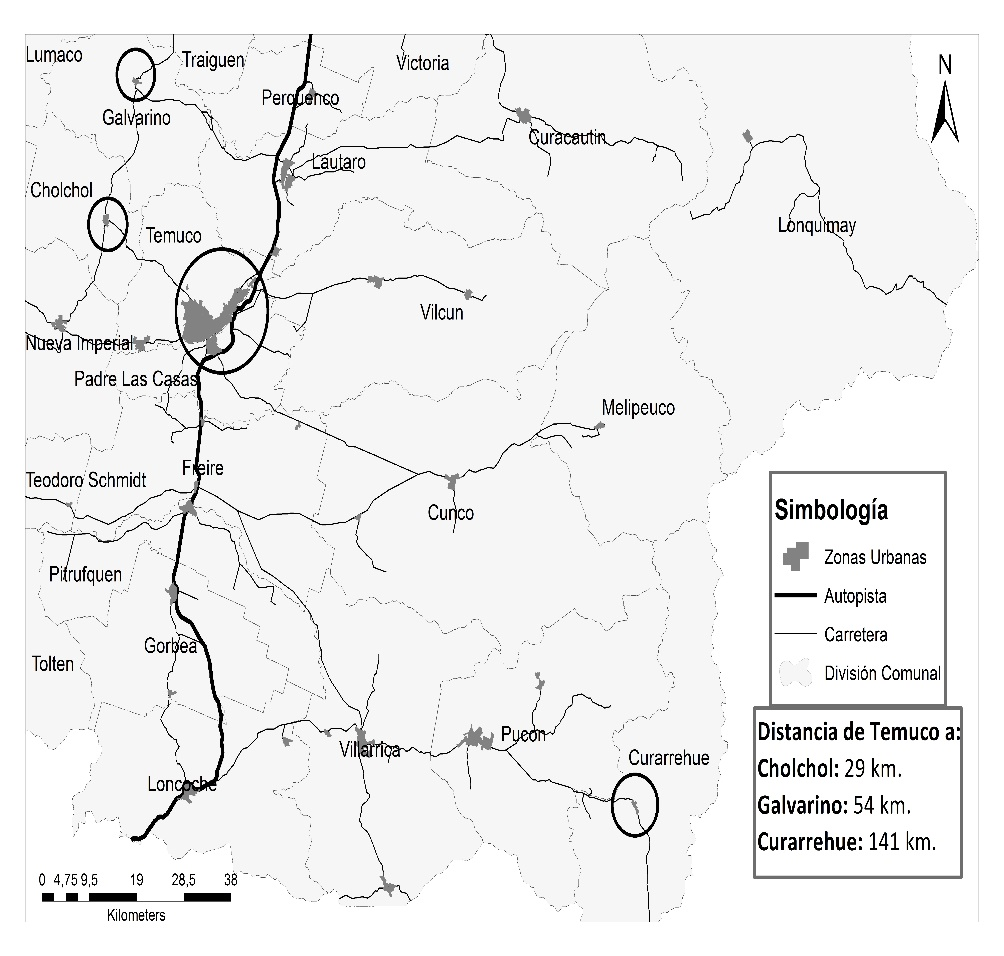 Lumaco
Traiguen
Victoria
N
Perquenco
Galvarino
Curacautin
Lautaro
Cholchol
Lonquimay
Temuco
Vilcun
Nueva Imperial
Padre Las Casas
Melipeuco
Freire
Teodoro Schmidt
Cunco
Pitrufquen
Gorbea
Tolten
Villarrica
Pucon
Curarrehue
Loncoche
Simbología
Zonas Urbanas
Autopista
Carretera
División Comunal
Distancia de Temuco a:
Cholchol: 29 km.
Galvarino: 54 km.
Curarrehue: 141 km.
0 4,75 9,5 19 28,5 38
Kilometers